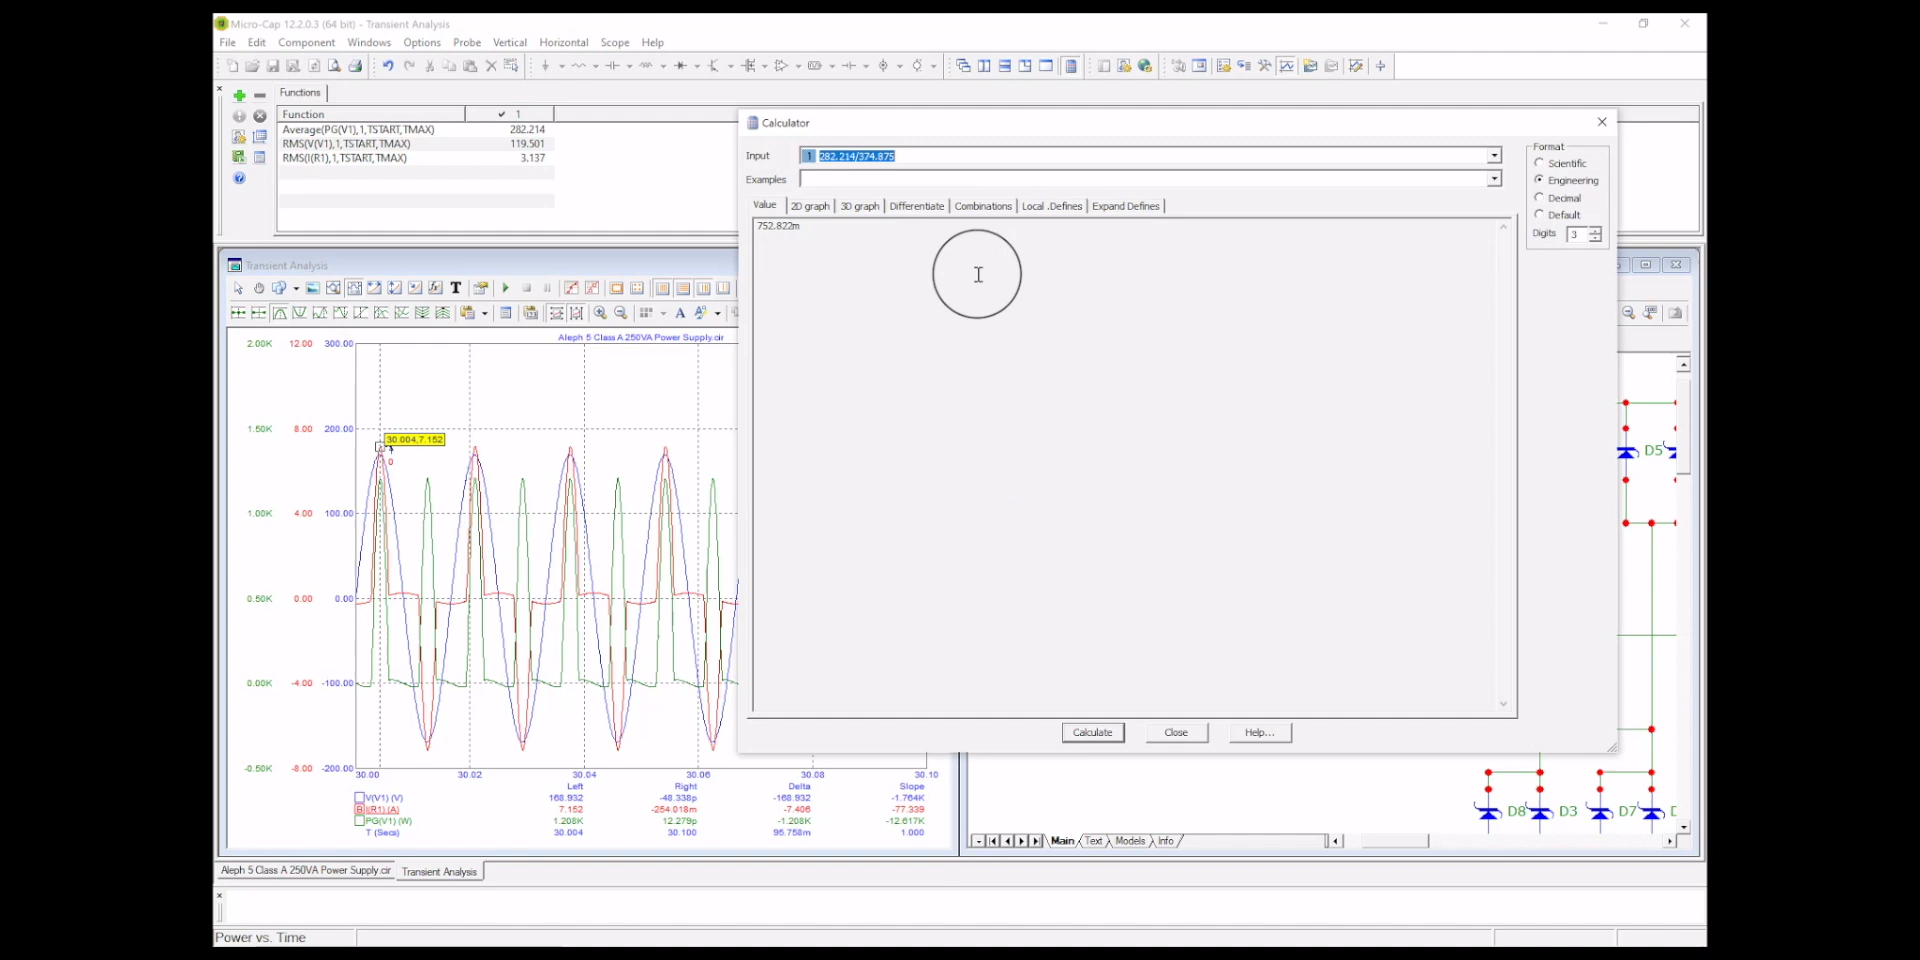 Micro-Cap 12.2.0.3 (64 bit) - Transient Analysis
File Edit Component Windows Options Probe Vertical Horizontal Scope Help
Functions
Function 1
Average(PG(V1),1,TSTART,TMAX) 282.214
RMS(V(V1),1,TSTART,TMAX) 119.501
RMS(I(R1),1,TSTART,TMAX) 3.137
Calculator
Input 1 282.214/374.875
Examples
Value 2D graph 3D graph Differentiate Combinations Local .Defines Expand Defines
752.822m
Format
Scientific
Engineering
Decimal
Default
Digits 3
Calculate Close Help...
Transient Analysis
T
A
Aleph 5 Class A 250VA Power Supply.cir
2.00K 12.00 300.00
1.50K 8.00 200.00
1.00K 4.00 100.00
0.50K 0.00 0.00
0.00K -4.00 -100.00
-0.50K -8.00 -200.00
30.004,7.152
0
30.00 30.02 30.04 30.06 30.08 30.10
Left Right Delta Slope
V(V1) (V) 168.932 -48.338p -168.932 -1.764K
B I(R1) (A) 7.152 -254.018m -7.406 -77.339
PG(V1) (W) 1.208K 12.279p -1.208K -12.617K
T (Secs) 30.004 30.100 95.758m 1.000
D5
D8 D3 D7
Main Text Models Info
Aleph 5 Class A 250VA Power Supply.cir Transient Analysis
Power vs. Time